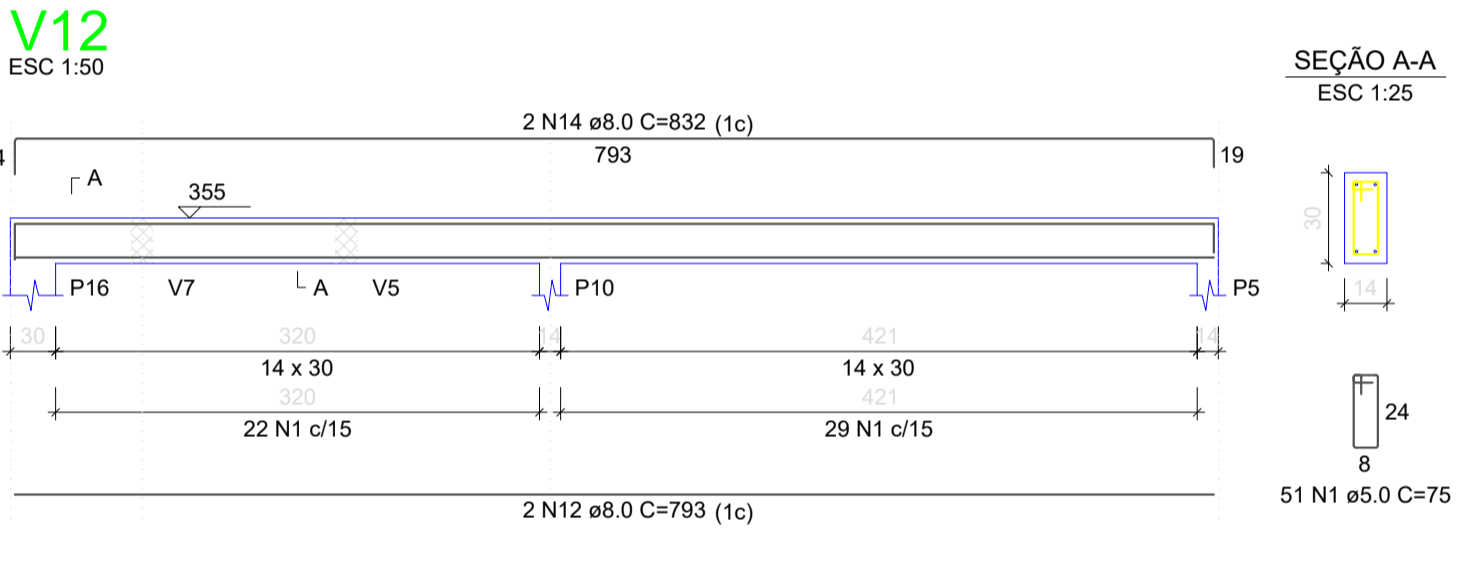 V12
ESC 1:50
SEÇÃO A-A
ESC 1:25
2 N14 ø8.0 C=832 (1c)
793
19
A
355
30
P16
V7
A
V5
P10
P5
14
30
320
14
421
14
14 x 30
14 x 30
320
421
22 N1 c/15
29 N1 c/15
24
8
51 N1 ø5.0 C=75
2 N12 ø8.0 C=793 (1c)